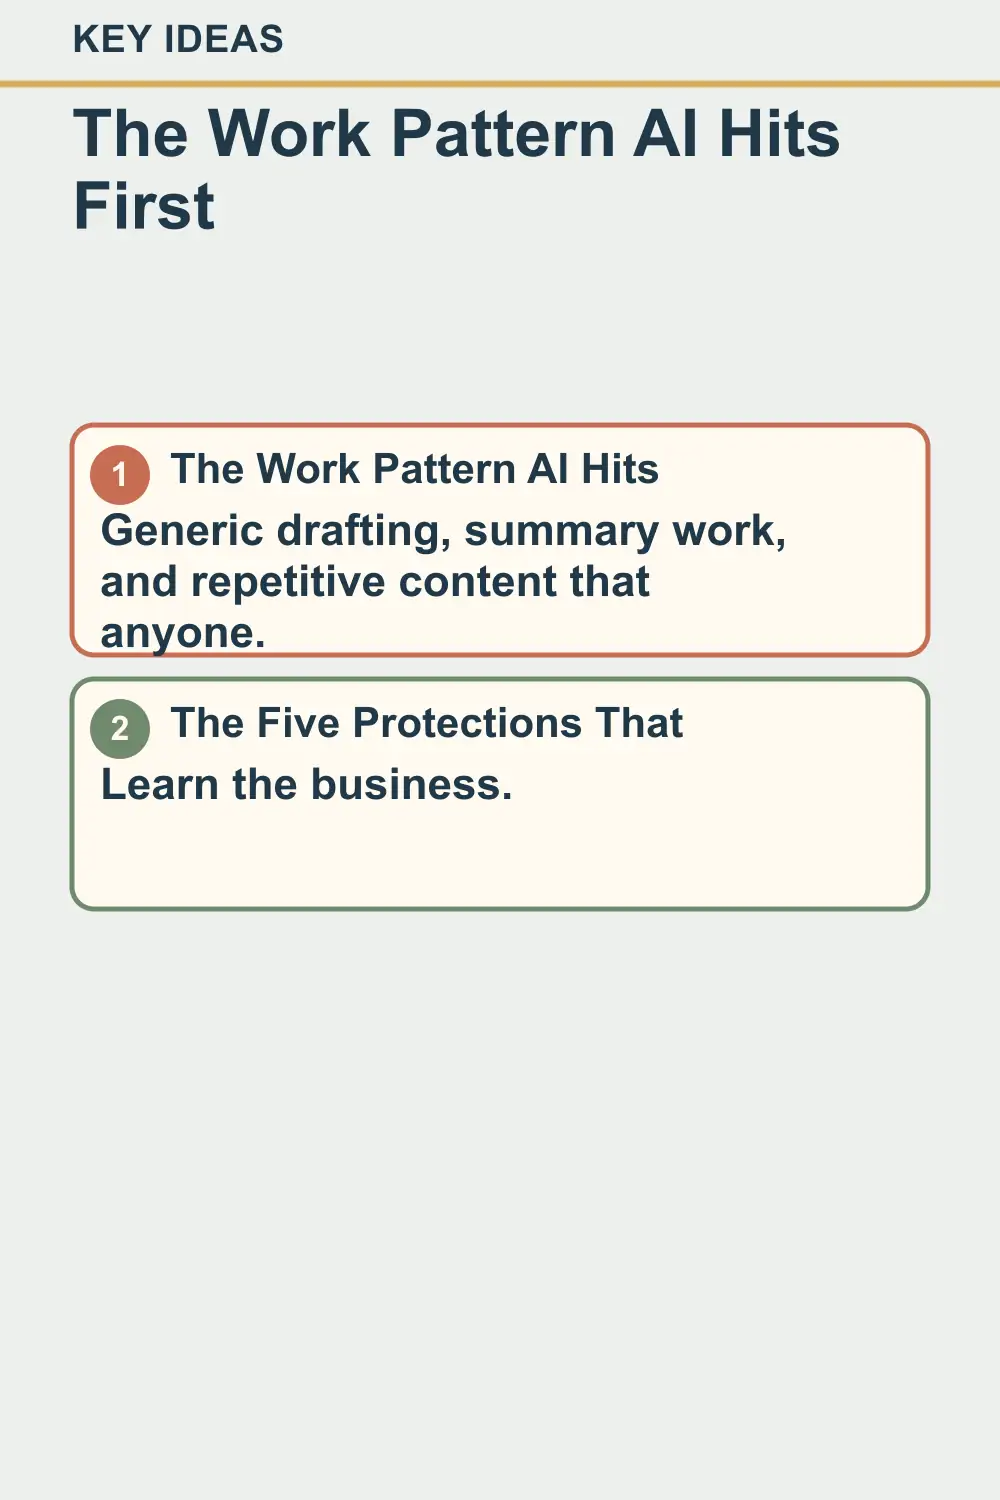 KEY IDEAS
The Work Pattern AI Hits
First
1 The Work Pattern AI Hits
Generic drafting, summary work,
and repetitive content that
anyone.
2 The Five Protections That
Learn the business.